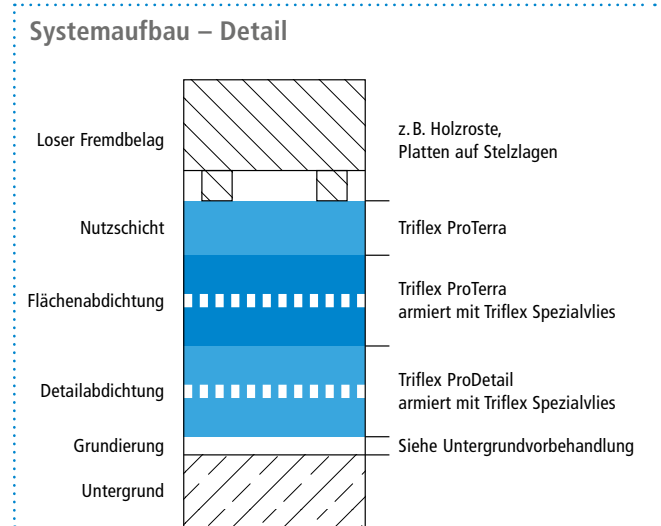 Systemaufbau – Detail
Loser Fremdbelag
z. B. Holzroste,
Platten auf Stelzlagen
Nutzschicht
Triflex ProTerra
Flächenabdichtung
Triflex ProTerra
armiert mit Triflex Spezialvlies
Detailabdichtung
Triflex ProDetail
armiert mit Triflex Spezialvlies
Grundierung
Siehe Untergrundvorbehandlung
Untergrund